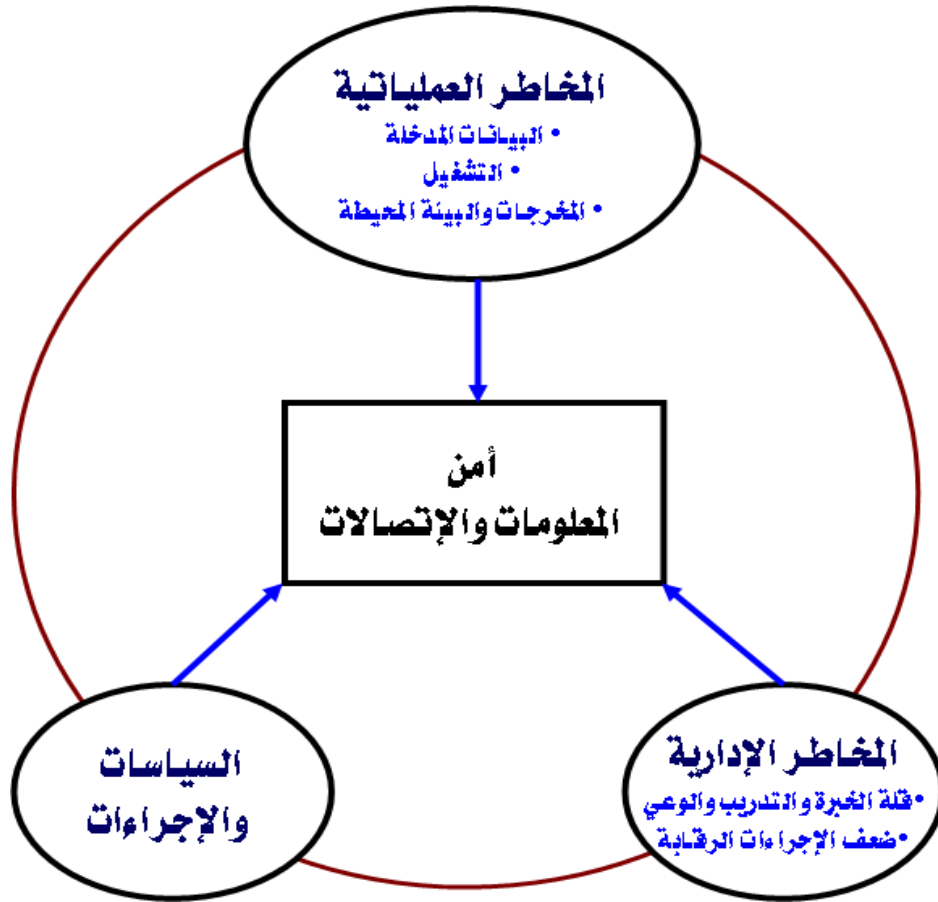 المخاطر العملياتية
• البيانات المدخلة
• التشغيل
• المخرجات والبيئة المحيطة
أمن
المعلومات والإتصالات
المخاطر الإدارية
•قلة الخبرة والتدريب والوعي
•ضعف الإجراءات الرقابة
السياسات
والإجراءات